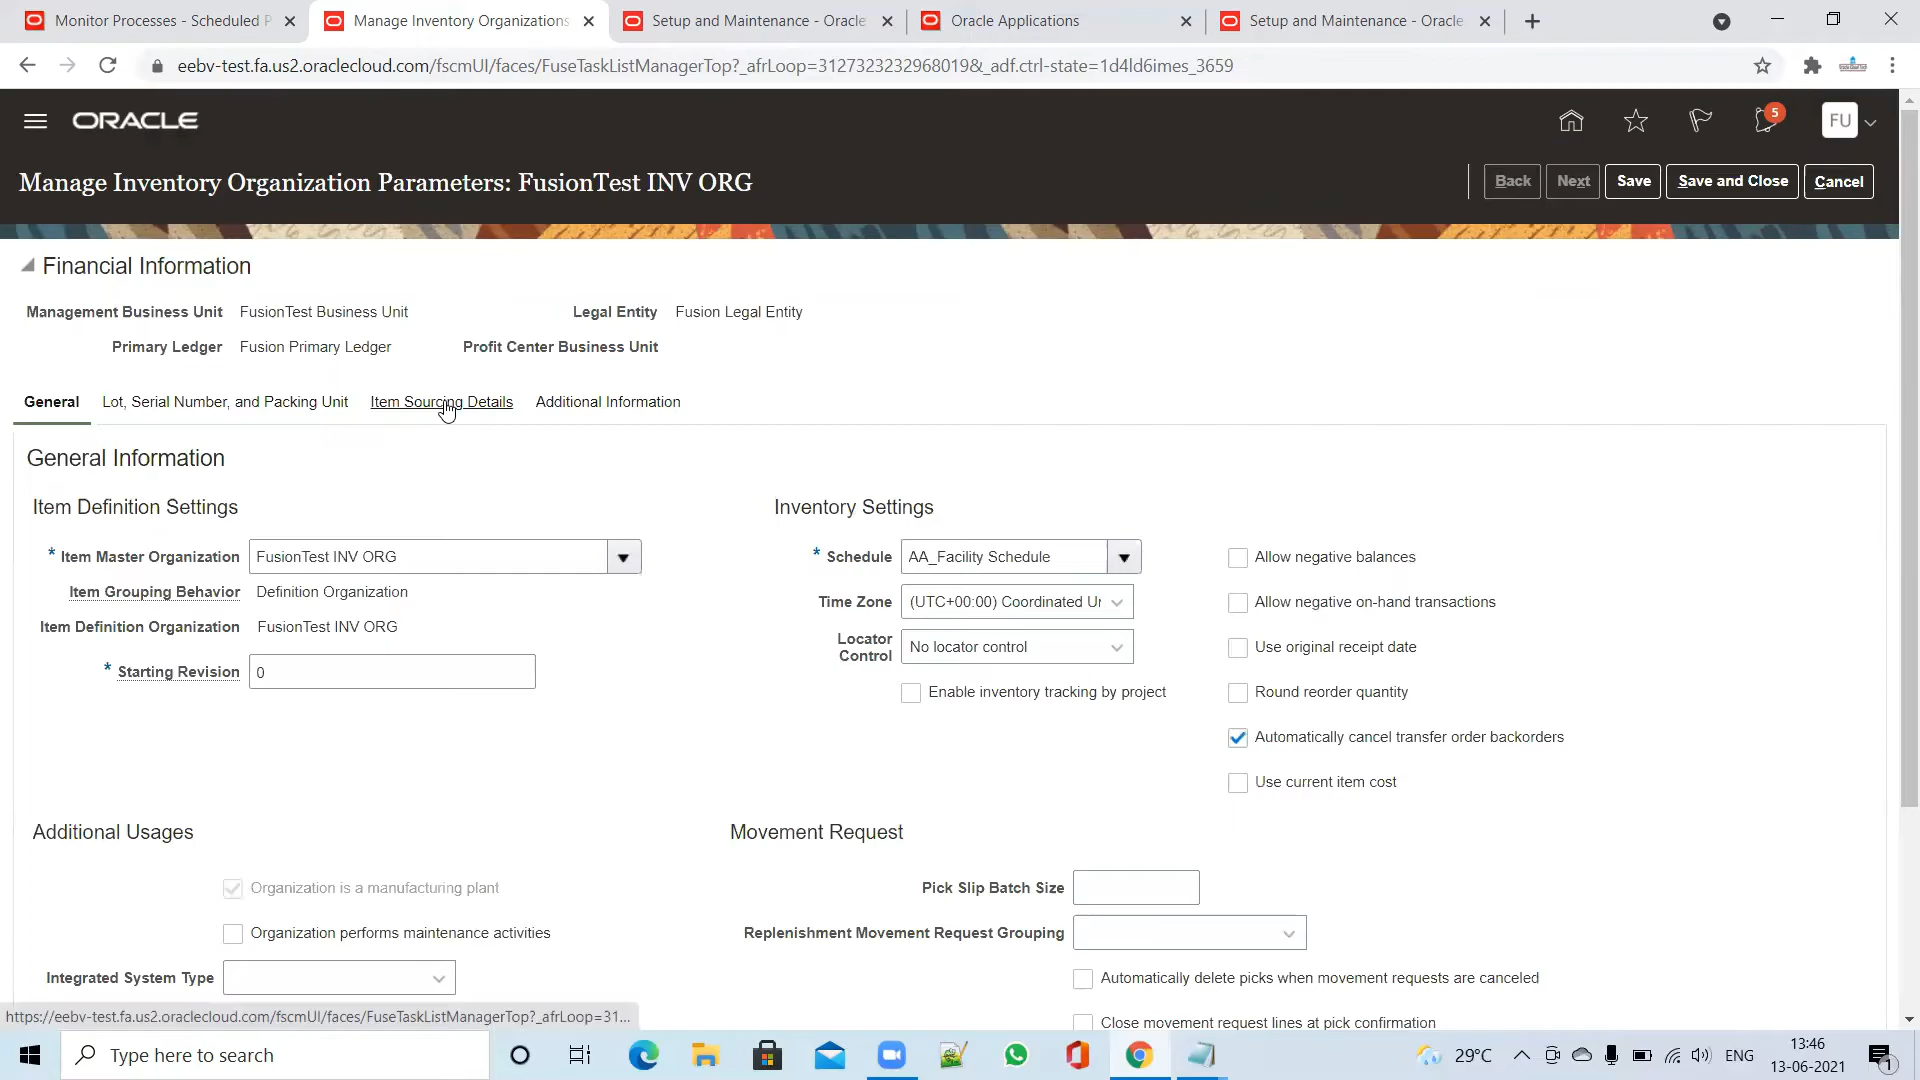 Monitor Processes - Scheduled P
Manage Inventory Organizations
Setup and Maintenance - Oracle
Oracle Applications
Setup and Maintenance - Oracle
eebv-test.fa.us2.oraclecloud.com/fscmUI/faces/FuseTaskListManagerTop?_afrLoop=31273232932968019&_adf.ctrl-state=1d4ld6imes_3659
ORACLE
5
FU
Manage Inventory Organization Parameters: FusionTest INV ORG
Back
Next
Save
Save and Close
Cancel
Financial Information
Management Business Unit FusionTest Business Unit
Legal Entity Fusion Legal Entity
Primary Ledger Fusion Primary Ledger
Profit Center Business Unit
General
Lot, Serial Number, and Packing Unit
Item Sourcing Details
Additional Information
General Information
Item Definition Settings
* Item Master Organization FusionTest INV ORG
Item Grouping Behavior Definition Organization
Item Definition Organization FusionTest INV ORG
* Starting Revision 0
Inventory Settings
* Schedule AA_Facility Schedule
Time Zone (UTC+00:00) Coordinated Ur
Locator Control No locator control
Enable inventory tracking by project
Allow negative balances
Allow negative on-hand transactions
Use original receipt date
Round reorder quantity
Automatically cancel transfer order backorders
Use current item cost
Additional Usages
Organization is a manufacturing plant
Organization performs maintenance activities
Integrated System Type
Movement Request
Pick Slip Batch Size
Replenishment Movement Request Grouping
Automatically delete picks when movement requests are canceled
Close movement request lines at pick confirmation
https://eebv-test.fa.us2.oraclecloud.com/fscmUI/faces/FuseTaskListManagerTop?_afrLoop=31...
Type here to search
29°C
ENG
13:46
13-06-2021
1